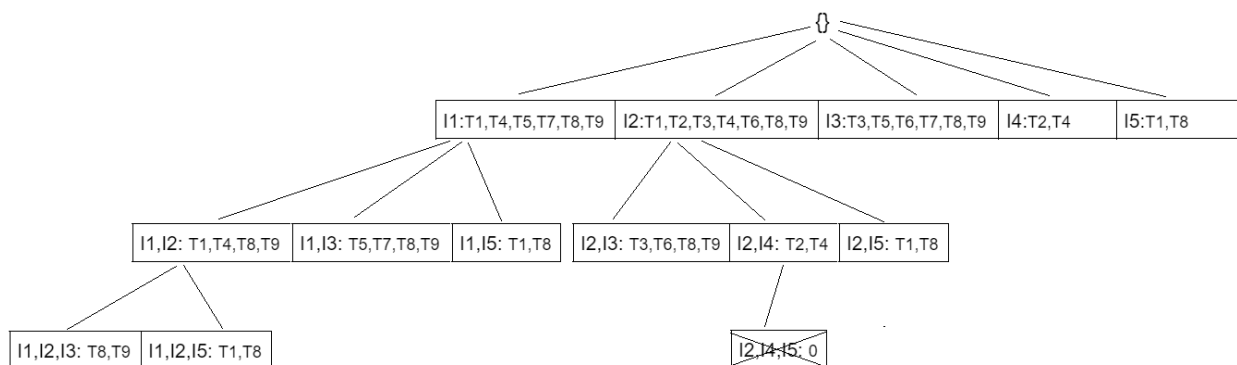 {}
I1:T1,T4,T5,T7,T8,T9 I2:T1,T2,T3,T4,T6,T8,T9 I3:T3,T5,T6,T7,T8,T9 I4:T2,T4 I5:T1,T8
I1,I2: T1,T4,T8,T9 I1,I3: T5,T7,T8,T9 I1,I5: T1,T8 I2,I3: T3,T6,T8,T9 I2,I4: T2,T4 I2,I5: T1,T8
I1,I2,I3: T8,T9 I1,I2,I5: T1,T8 I2,I4,I5: 0